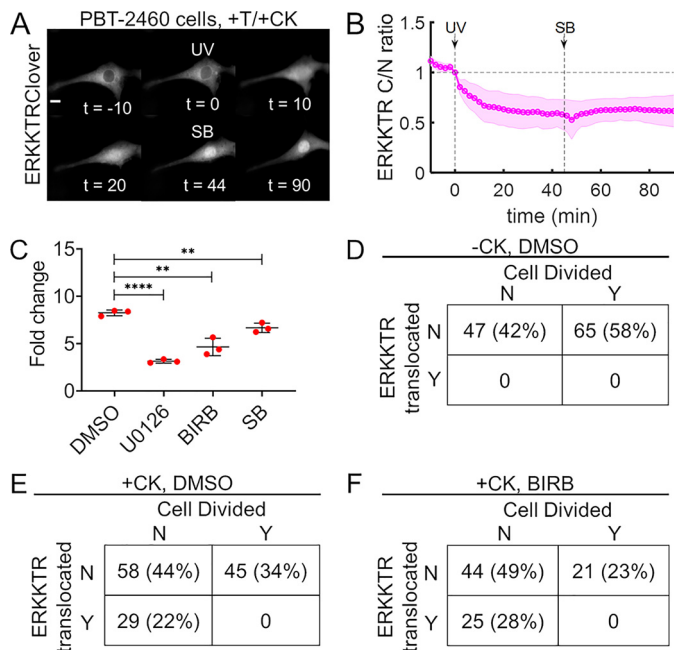 A
PBT-2460 cells, +T/+CK
ERKKTRClover
UV
t = -10
t = 0
t = 10
SB
t = 20
t = 44
t = 90
B
UV
SB
ERKKTR C/N ratio
1.5
1
0.5
0
0
20
40
60
80
time (min)
C
Fold change
15
10
5
0
**
**
****
DMSO
U0126
BIRB
SB
D
-CK, DMSO
Cell Divided
N
Y
ERKKTR
translocated
N
47 (42%)
65 (58%)
Y
0
0
E
+CK, DMSO
Cell Divided
N
Y
ERKKTR
translocated
N
58 (44%)
45 (34%)
Y
29 (22%)
0
F
+CK, BIRB
Cell Divided
N
Y
ERKKTR
translocated
N
44 (49%)
21 (23%)
Y
25 (28%)
0